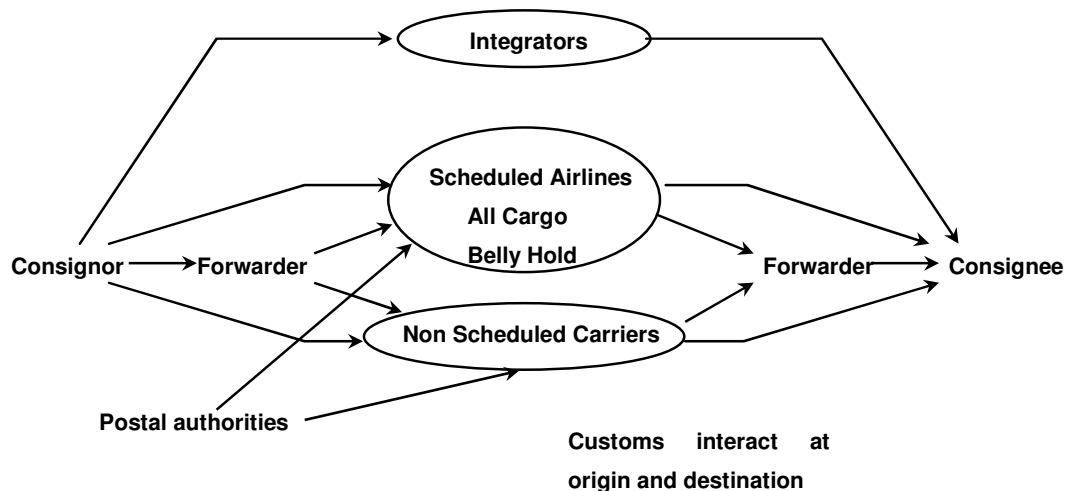 Integrators
Scheduled Airlines
All Cargo
Belly Hold
Consignor
Forwarder
Forwarder
Consignee
Non Scheduled Carriers
Postal authorities
Customs interact at
origin and destination